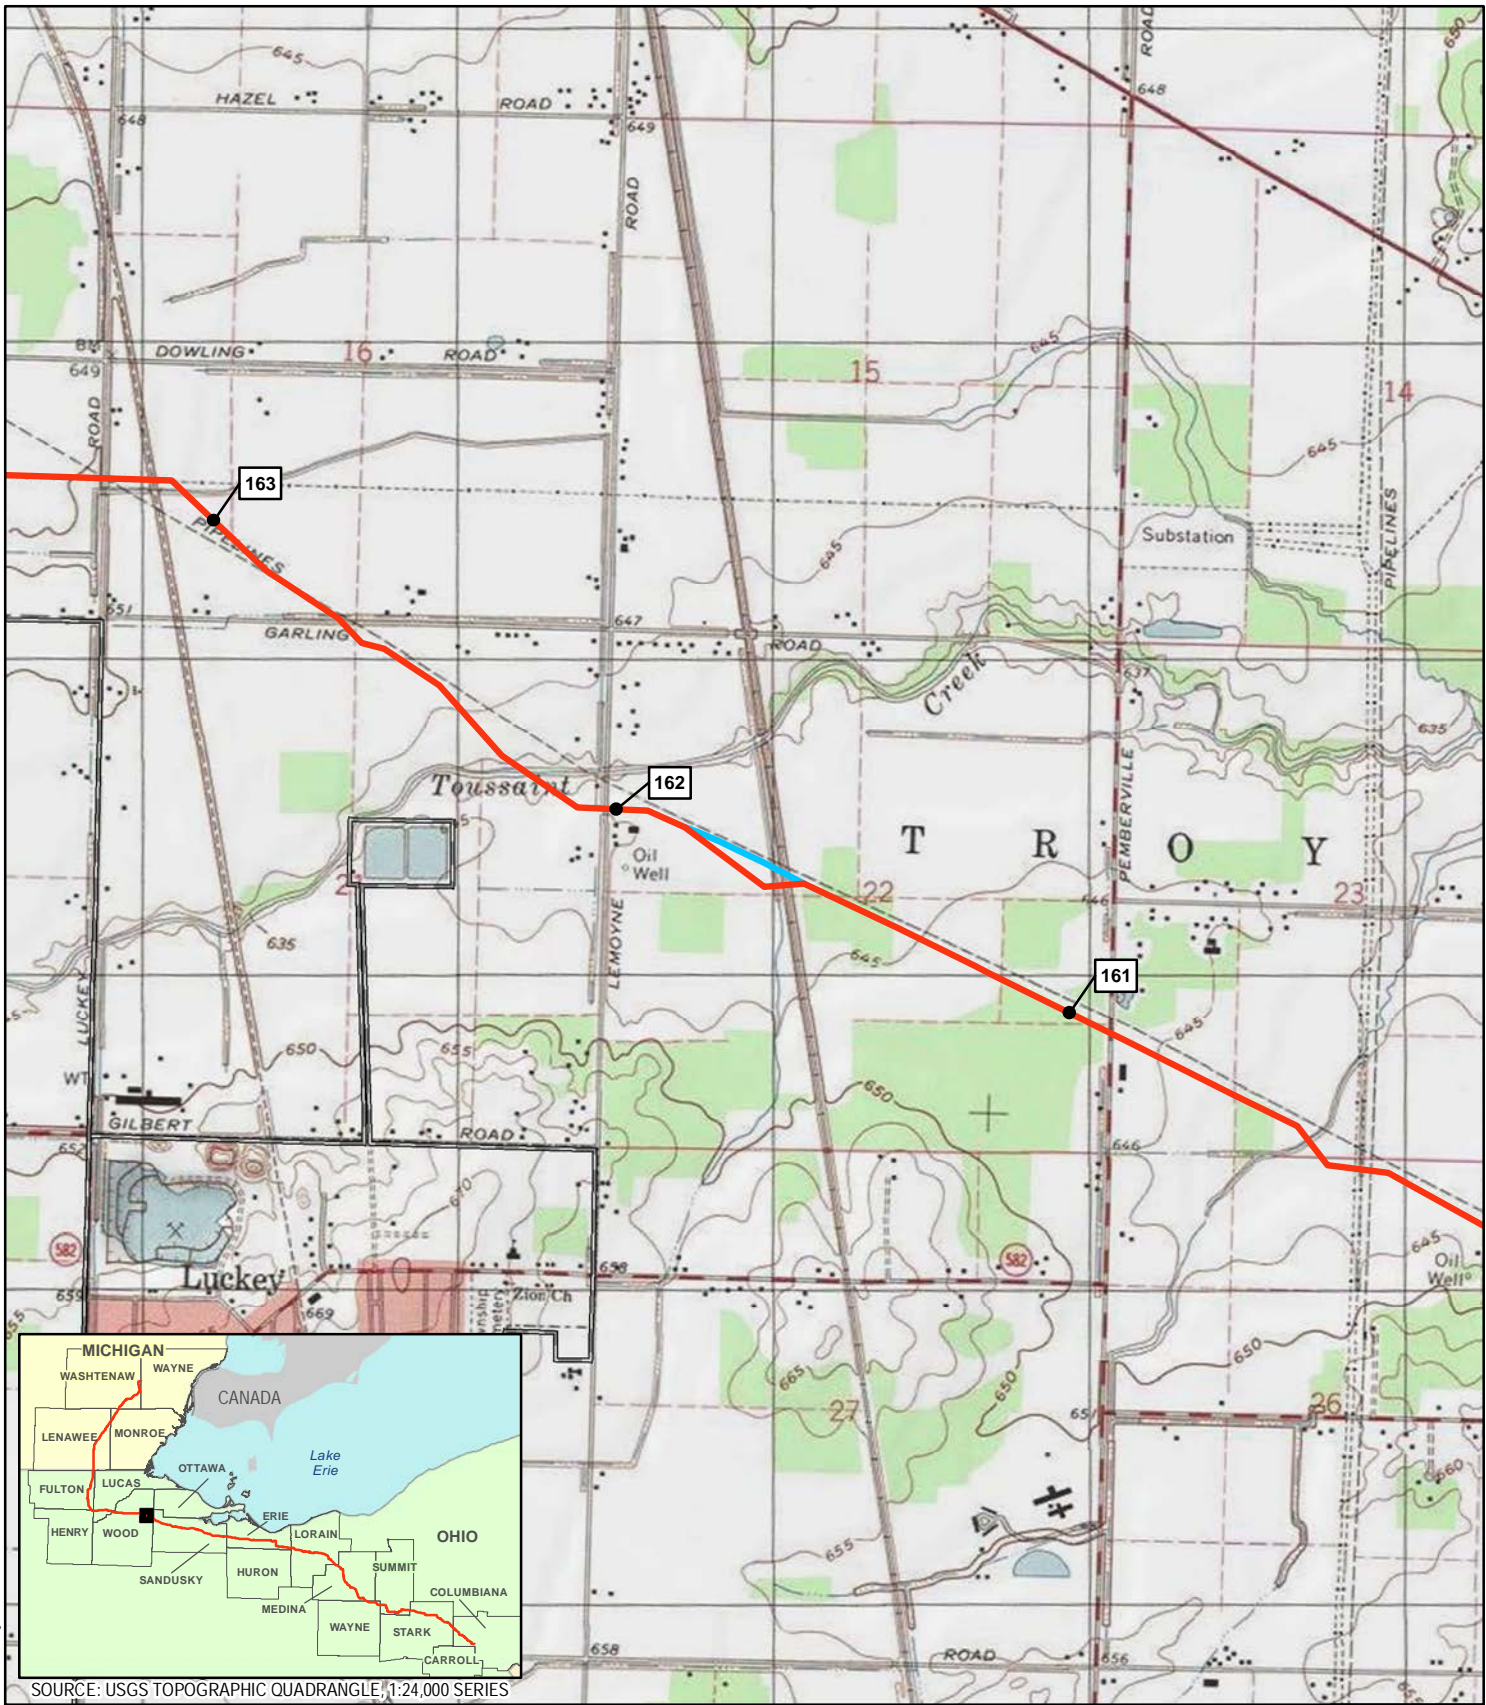 645
650
ROAD
HAZEL ROAD
648
648
649
ROAD
DOWLING ROAD
16
15
14
649
645
645
ROAD
163
PIPELINES
Substation
PIPELINES
645
651
GARLING ROAD
647
637
Creek
635
Toussaint
162
PEMBERVILLE
T R O Y
Oil
Well
22
23
LEMOYNE
635
645
161
645
LUCKEY
650
655
WT
GILBERT ROAD
650
646
670
582
582
645
Oil
Well
Luckey
658
Zion Ch
659
669
655
650
665
650
27
26
651
660
655
658
ROAD
656
MICHIGAN
WASHTENAW
WAYNE
CANADA
LENAWEE
MONROE
Lake
Erie
OTTAWA
FULTON
LUCAS
ERIE
HENRY
WOOD
LORAIN
OHIO
SANDUSKY
HURON
SUMMIT
COLUMBIANA
MEDINA
WAYNE
STARK
CARROLL
SOURCE: USGS TOPOGRAPHIC QUADRANGLE, 1:24,000 SERIES